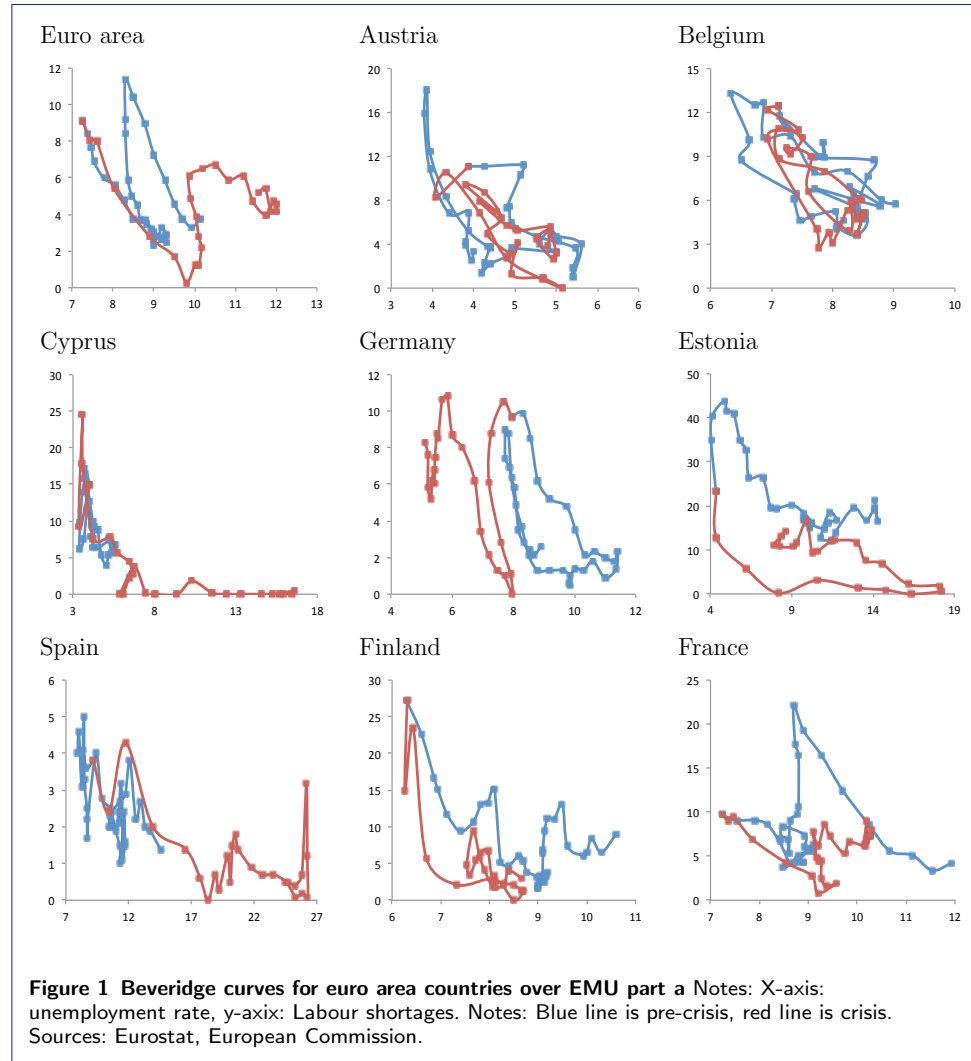 Euro area Austria Belgium
12 10 8 6 4 2 0
7 8 9 10 11 12 13
20 16 12 8 4 0
3 4 4 5 5 6 6
15 12 9 6 3 0
6 7 8 9 10
Cyprus Germany Estonia
30 25 20 15 10 5 0
3 8 13 18
12 10 8 6 4 2 0
4 6 8 10 12
50 40 30 20 10 0
4 9 14 19
Spain Finland France
6 5 4 3 2 1 0
7 12 17 22 27
30 25 20 15 10 5 0
6 7 8 9 10 11
25 20 15 10 5 0
7 8 9 10 11 12
Figure 1 Beveridge curves for euro area countries over EMU part a Notes: X-axis:
unemployment rate, y-axix: Labour shortages. Notes: Blue line is pre-crisis, red line is crisis.
Sources: Eurostat, European Commission.